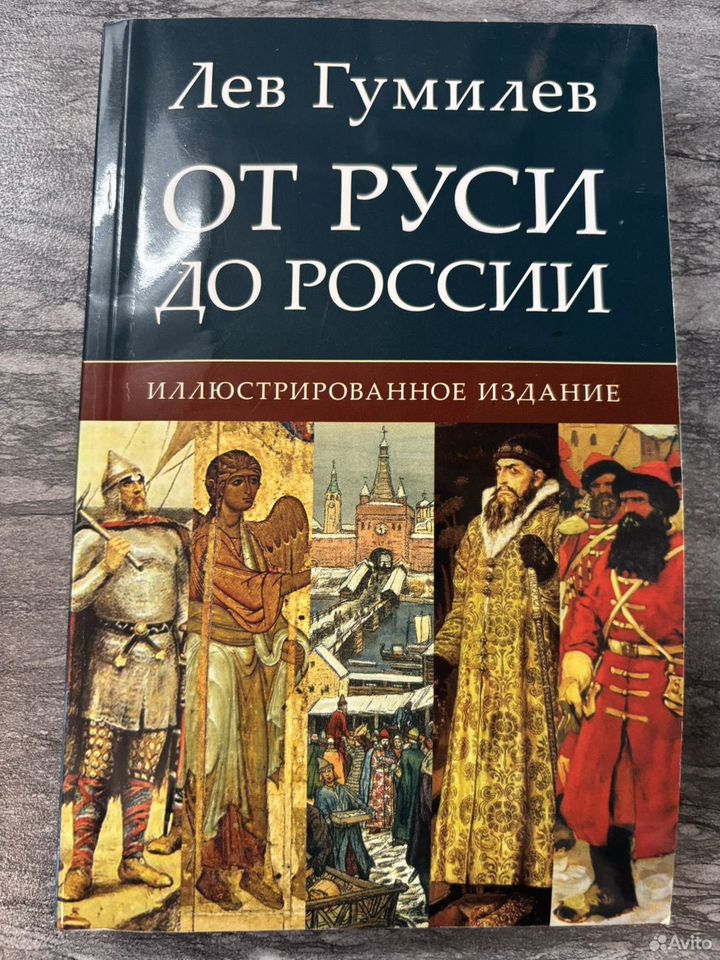 Лев Гумилев
ОТ РУСИ
ДО РОССИИ
ИЛЛЮСТРИРОВАННОЕ ИЗДАНИЕ
Avito